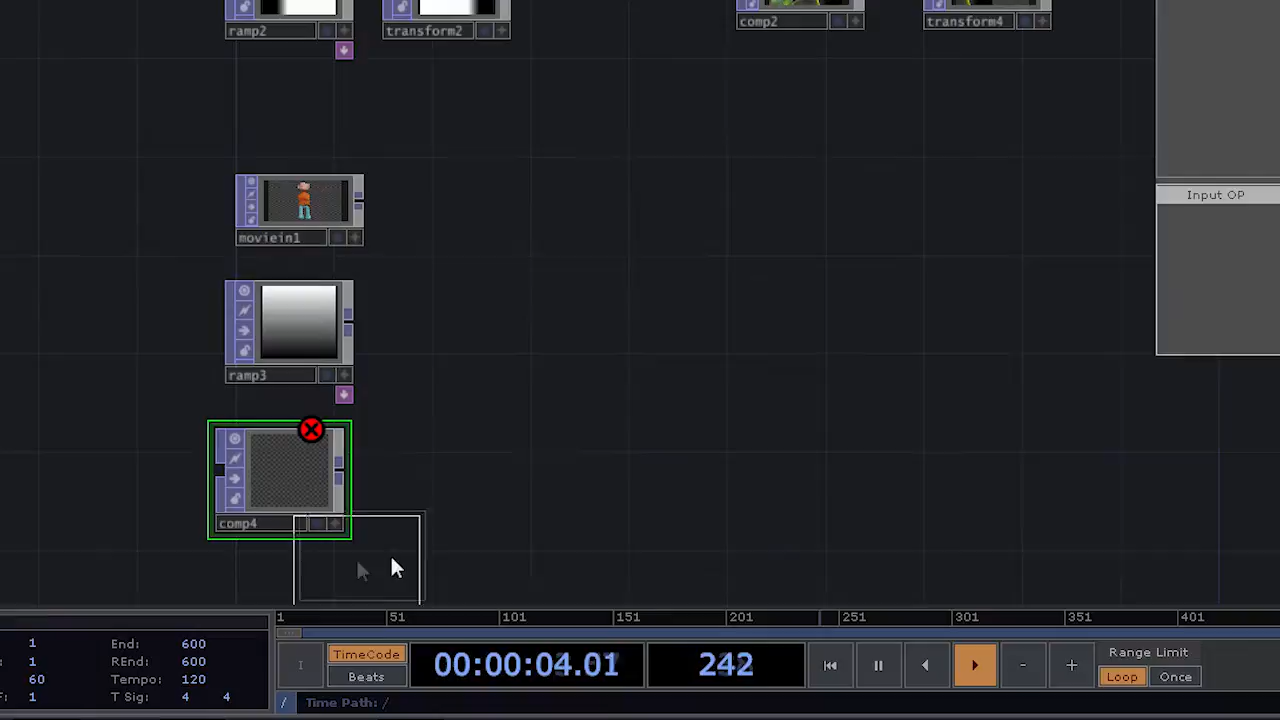 ramp2
transform2
comp2
transform4
moviein1
Input OP
ramp3
comp4
1 51 101 151 201 251 301 351 401
1 End: 600
1 REnd: 600
60 Tempo: 120
1 T Sig: 4 4
I
TimeCode
Beats
00:00:04.01
242
- +
Range Limit
Loop Once
/ Time Path: /